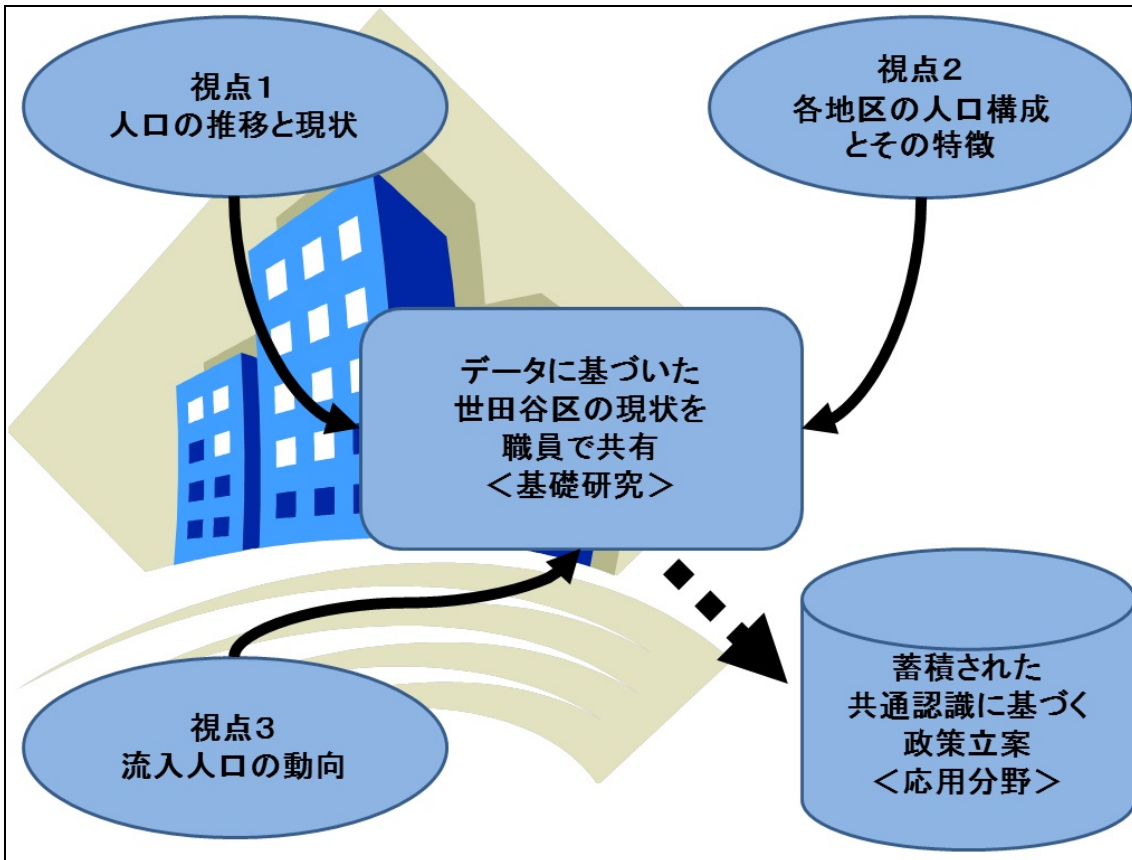 視点１
人口の推移と現状
視点２
各地区の人口構成
とその特徴
データに基づいた
世田谷区の現状を
職員で共有
＜基礎研究＞
視点３
流入人口の動向
蓄積された
共通認識に基づく
政策立案
＜応用分野＞